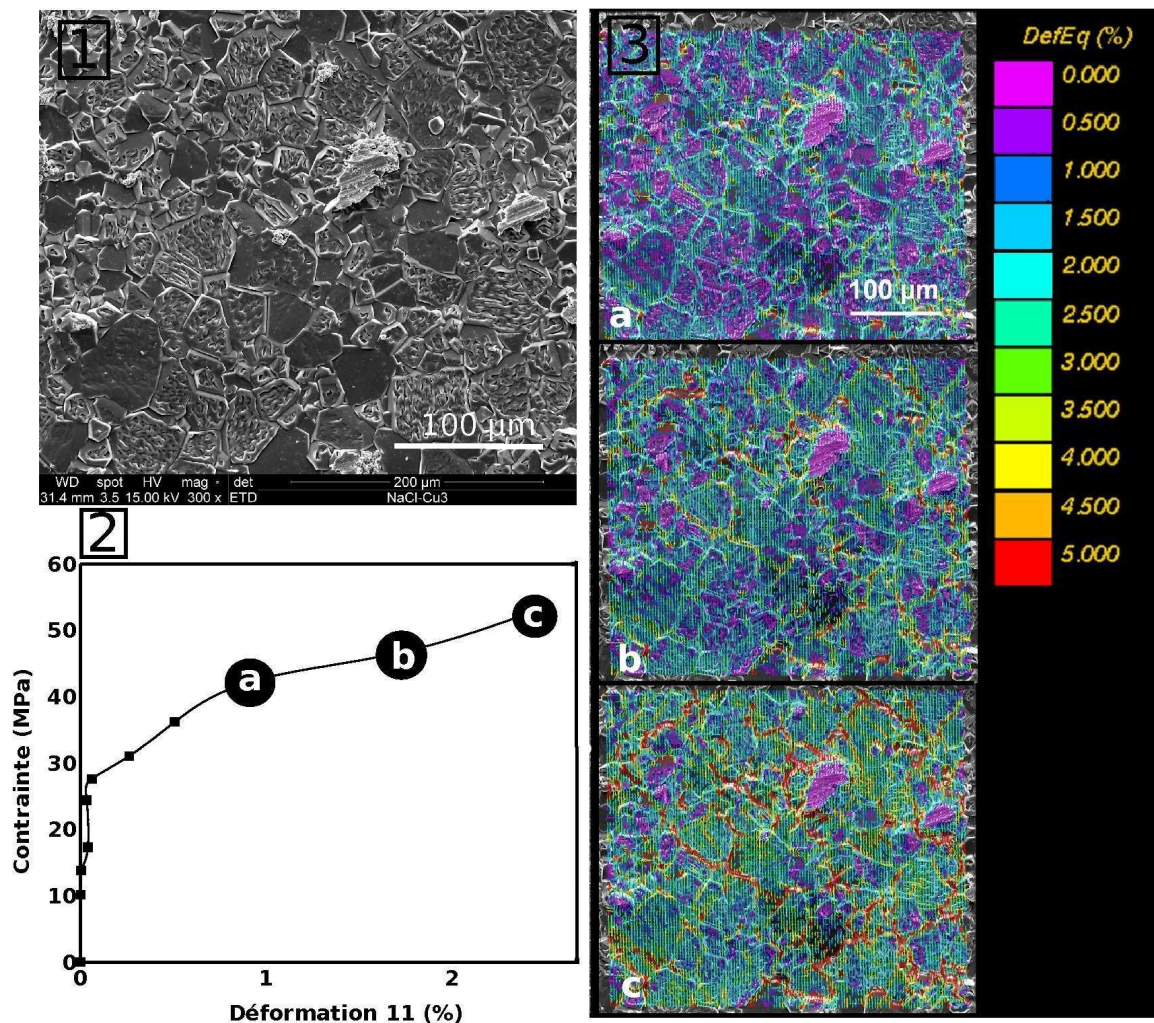 1
100 µm
WD spot HV mag det 200 µm
31.4 mm 3.5 15.00 kV 300 x ETD NaCl-Cu3
2
60
50
40
30
20
10
0
0 1 2
Contrainte (MPa)
Déformation 11 (%)
a
b
c
3
100 µm
a
b
c
DefEq (%)
0.000
0.500
1.000
1.500
2.000
2.500
3.000
3.500
4.000
4.500
5.000